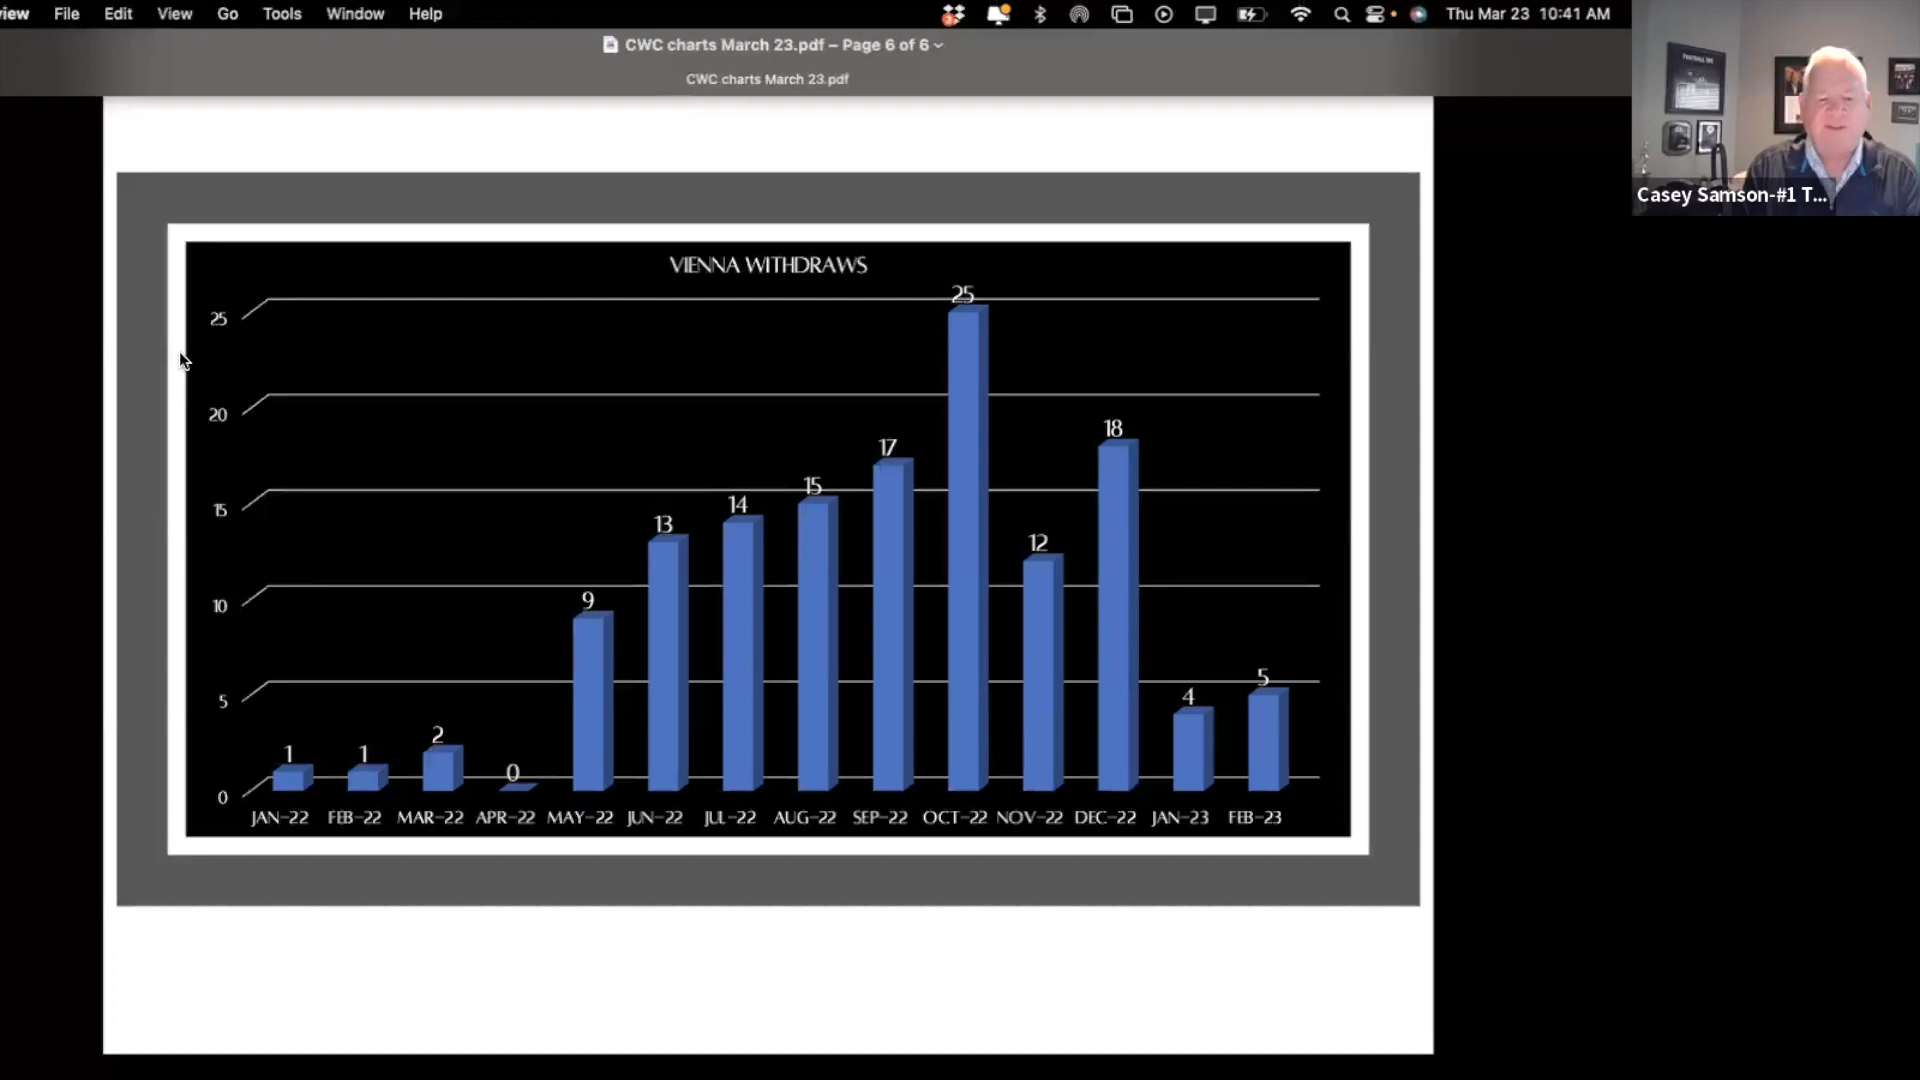 view File Edit View Go Tools Window Help
Thu Mar 23 10:41 AM
CWC charts March 23.pdf – Page 6 of 6
CWC charts March 23.pdf
Casey Samson-#1 T...
VIENNA WITHDRAWS
25
20
15
10
5
0
1 1 2 0 9 13 14 15 17 25 12 18 4 5
JAN-22 FEB-22 MAR-22 APR-22 MAY-22 JUN-22 JUL-22 AUG-22 SEP-22 OCT-22 NOV-22 DEC-22 JAN-23 FEB-23